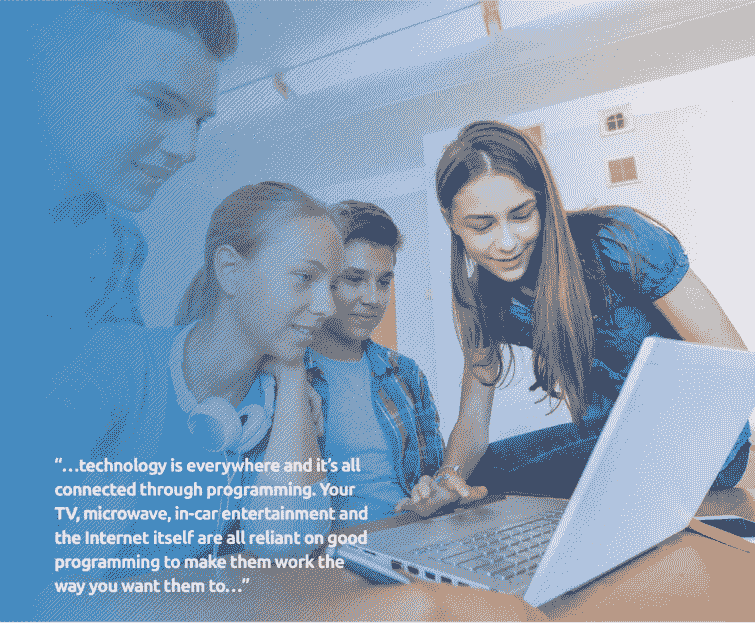 “…technology is everywhere and it’s all
connected through programming. Your
TV, microwave, in-car entertainment and
the Internet itself are all reliant on good
programming to make them work the
way you want them to…”